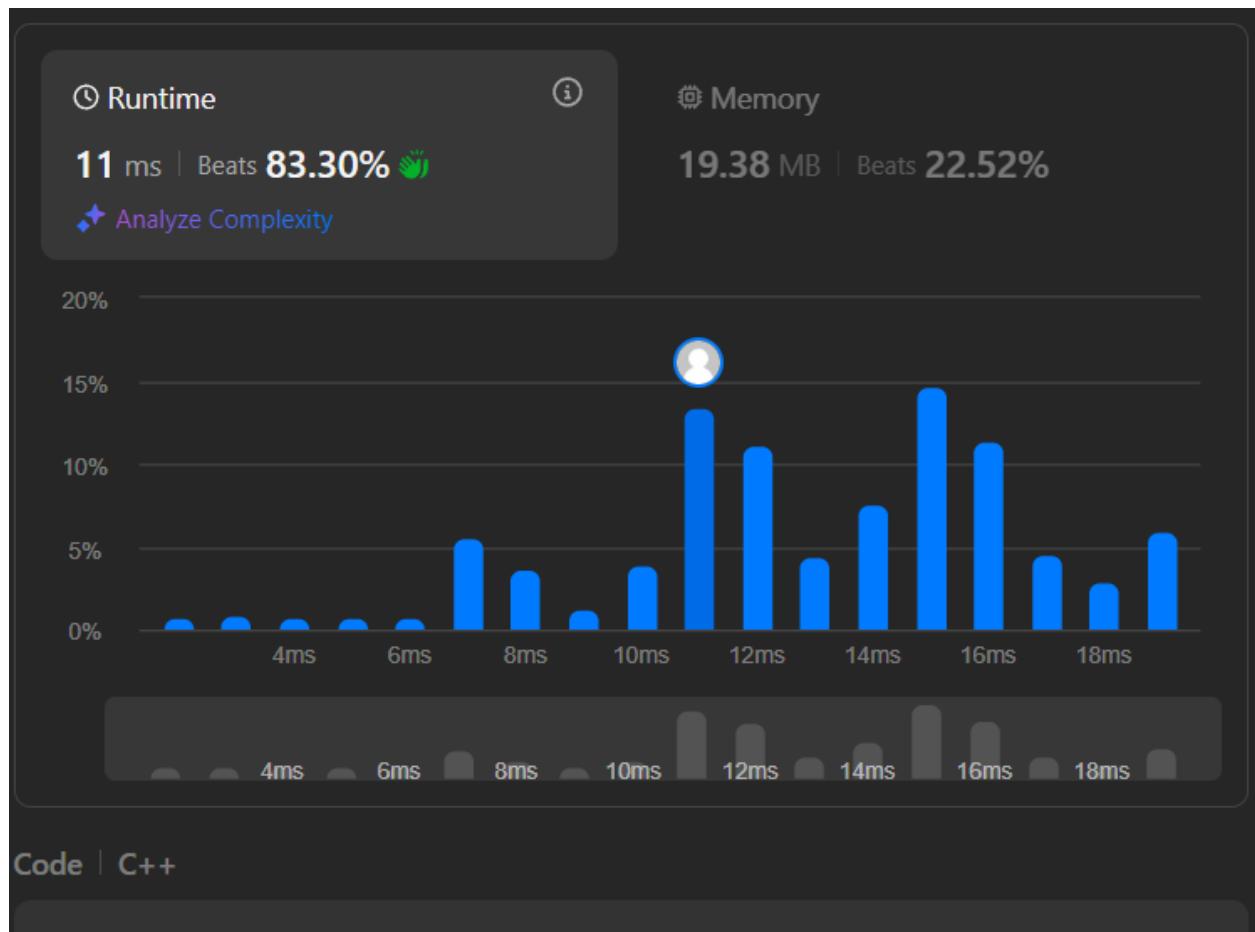 Runtime
11 ms | Beats 83.30%
Analyze Complexity
Memory
19.38 MB | Beats 22.52%
20%
15%
10%
5%
0%
4ms 6ms 8ms 10ms 12ms 14ms 16ms 18ms
4ms 6ms 8ms 10ms 12ms 14ms 16ms 18ms
Code | C++